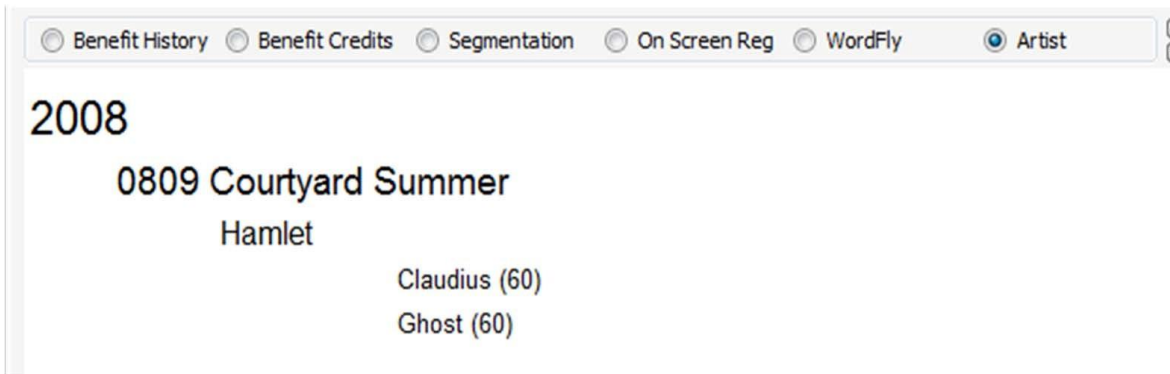 Benefit History Benefit Credits Segmentation On Screen Reg WordFly Artist
2008
0809 Courtyard Summer
Hamlet
Claudius (60)
Ghost (60)